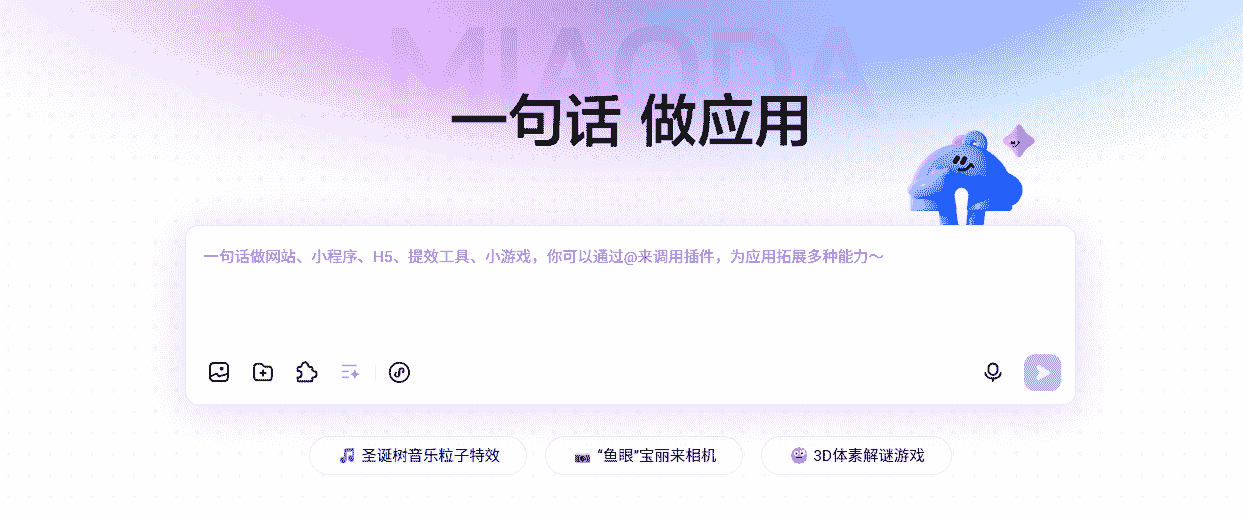 MIAODA
一句话 做应用
一句话做网站、小程序、H5、提效工具、小游戏，你可以通过@来调用插件，为应用拓展多种能力～
圣诞树音乐粒子特效
“鱼眼”宝丽来相机
3D体素解谜游戏